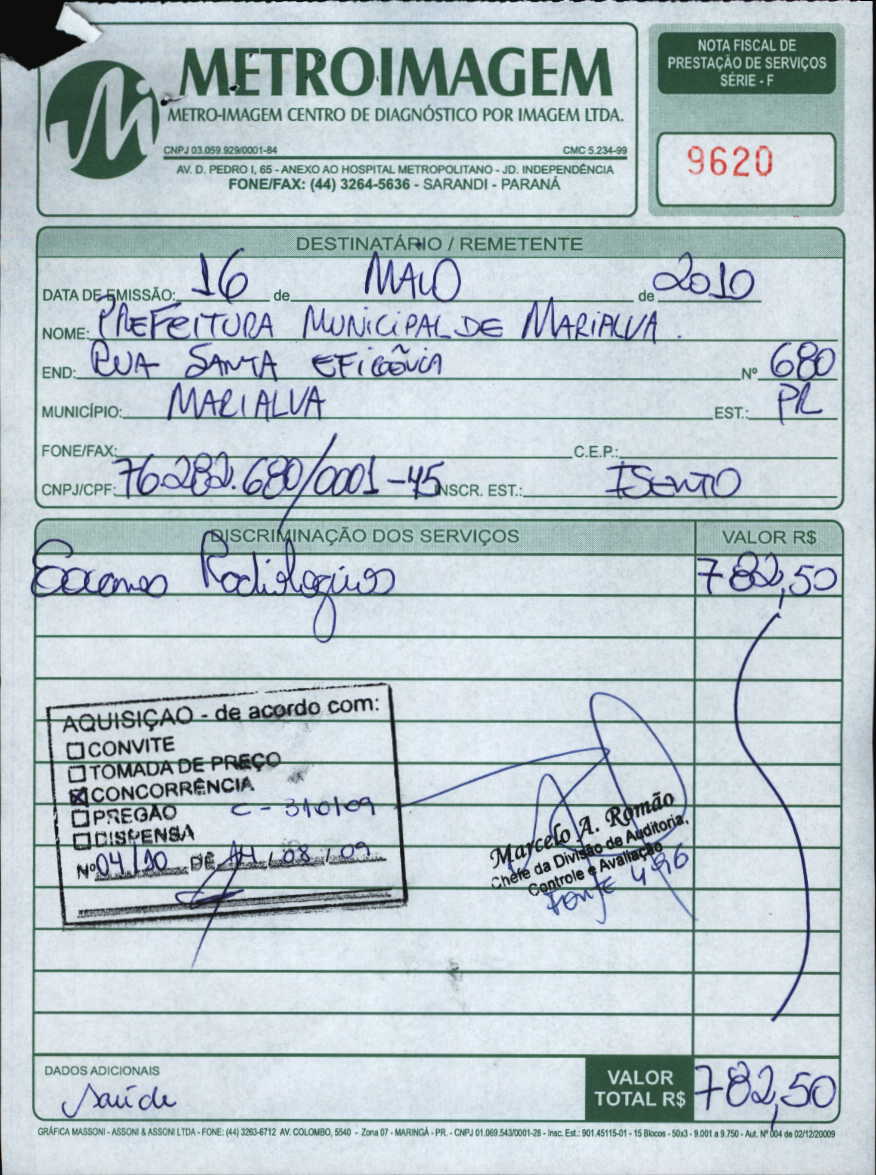 METROIMAGEM
METRO-IMAGEM CENTRO DE DIAGNÓSTICO POR IMAGEM LTDA.
CNPJ 03.059.929/0001-84 CMC 5.234-99
AV. D. PEDRO I, 65 - ANEXO AO HOSPITAL METROPOLITANO - JD. INDEPENDÊNCIA
FONE/FAX: (44) 3264-5636 - SARANDI - PARANÁ
NOTA FISCAL DE
PRESTAÇÃO DE SERVIÇOS
SÉRIE - F
9620
DESTINATÁRIO / REMETENTE
DATA DE EMISSÃO: 16 de MAIO de 2010
NOME: PREFEITURA MUNICIPAL DE MARIALVA.
END: RUA SANTA EFIGÊNIA Nº 680
MUNICÍPIO: MARIALVA EST.: PR
FONE/FAX: C.E.P.:
CNPJ/CPF: 76.282.680/0001-45 INSCR. EST.: ISENTO
DISCRIMINAÇÃO DOS SERVIÇOS VALOR R$
Exames Radiológicos 782,50
AQUISIÇÃO - de acordo com:
CONVITE
TOMADA DE PREÇO
CONCORRÊNCIA
PREGÃO C - 310/09
DISPENSA
Nº 04/10 DE 14/08/09
Marcelo A. Romão
Chefe da Divisão de Auditoria,
Controle e Avaliação
FONTE 496
DADOS ADICIONAIS
Saúde
VALOR
TOTAL R$ 782,50
GRÁFICA MASSONI - ASSONI & ASSONI LTDA - FONE: (44) 3263-6712 AV. COLOMBO, 5540 - Zona 07 - MARINGÁ - PR. - CNPJ 01.069.543/0001-28 - Insc. Est.: 901.45115-01 - 15 Blocos - 50x3 - 9.001 a 9.750 - Aut. Nº 004 de 02/12/20009